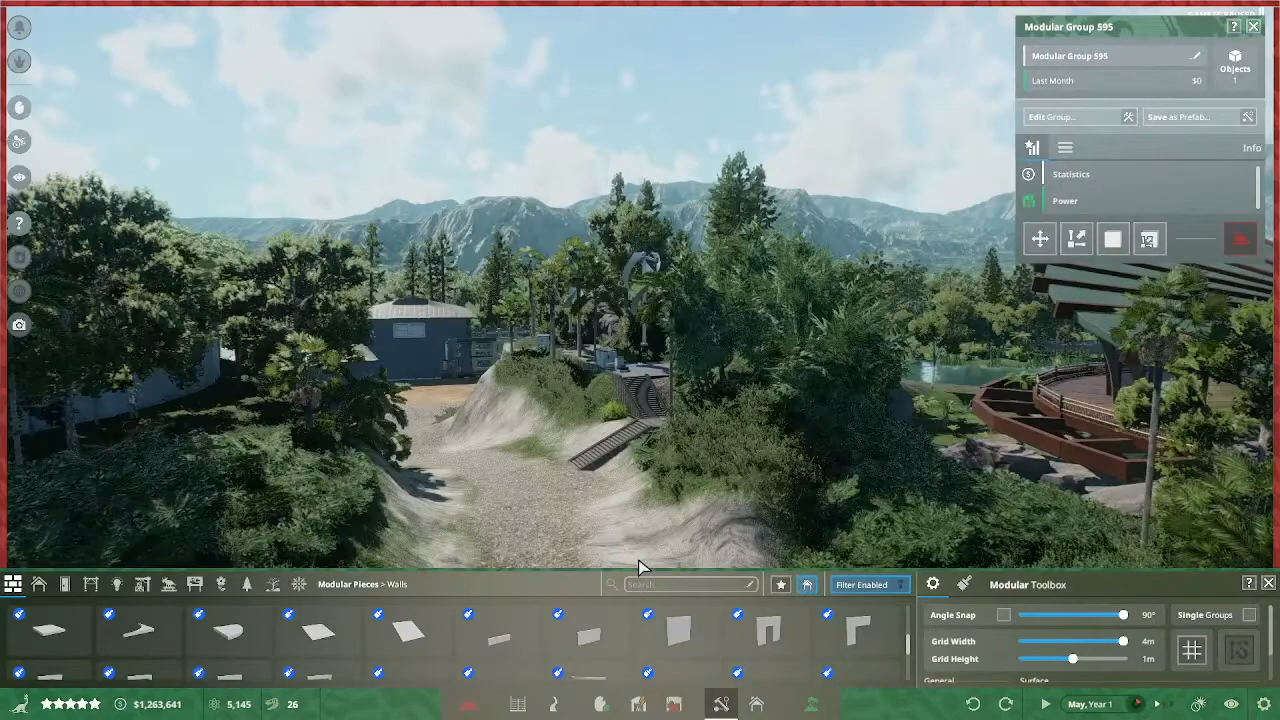 Modular Group 595
?
Modular Group 595
Last Month
$0
Objects
1
Edit Group...
Save as Prefab...
Info
Statistics
Power
?
Modular Pieces > Walls
Search...
Filter Enabled
Modular Toolbox
?
Angle Snap
90°
Single Groups
Grid Width
4m
Grid Height
1m
General
Surface
$1,263,641
5,145
26
May, Year 1